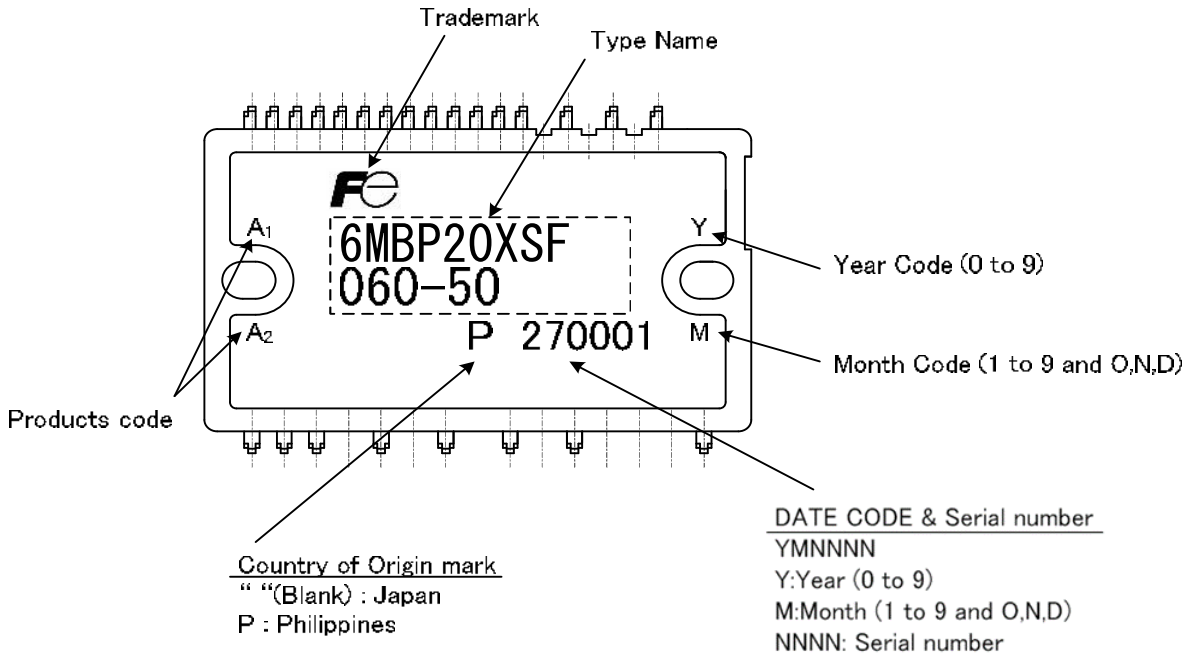 Trademark
Type Name
Fe
A1
Y
6MBP20XSF
060-50
Year Code (0 to 9)
A2
P 270001
M
Month Code (1 to 9 and O,N,D)
Products code
Country of Origin mark
“ “(Blank) : Japan
P : Philippines
DATE CODE & Serial number
YMNNNN
Y:Year (0 to 9)
M:Month (1 to 9 and O,N,D)
NNNN: Serial number